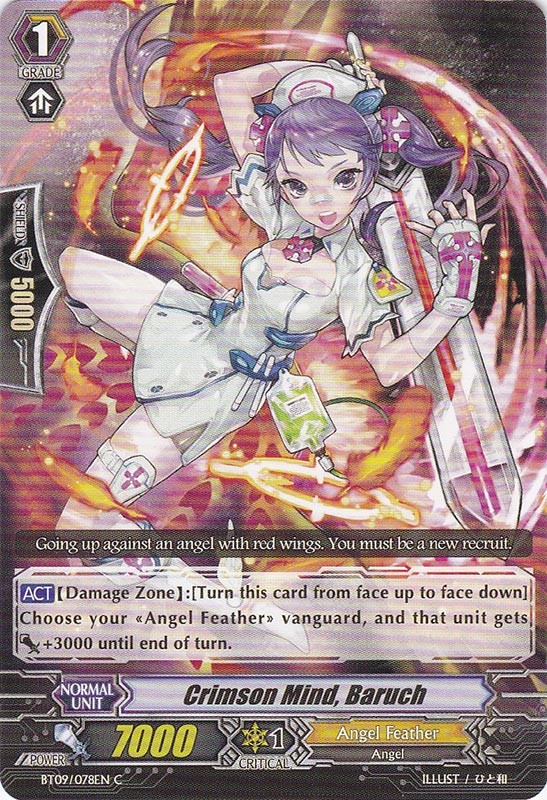 1
GRADE
SHIELD 5000
Going up against an angel with red wings. You must be a new recruit.
ACT【Damage Zone】:[Turn this card from face up to face down]
Choose your «Angel Feather» vanguard, and that unit gets
+3000 until end of turn.
NORMAL
UNIT
Crimson Mind, Baruch
POWER 7000
1
CRITICAL
Angel Feather
Angel
BT09/078EN C
ILLUST / ひと和